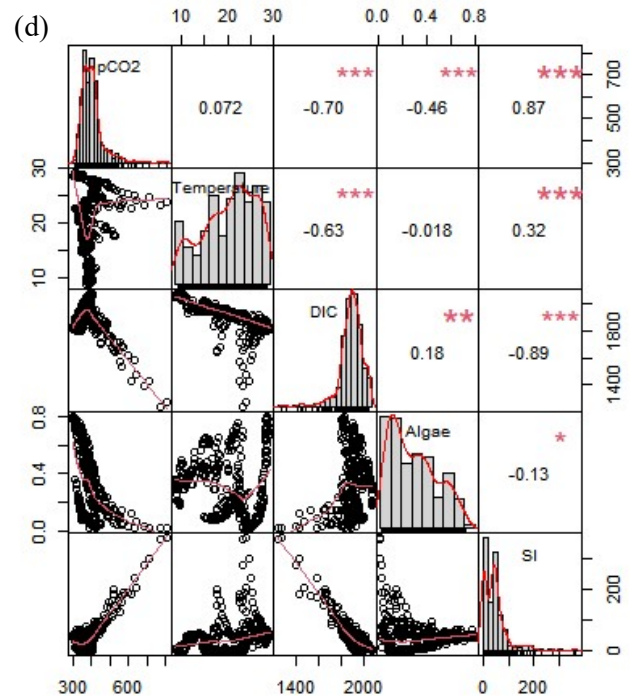 (d)
10 20 30 0.0 0.4 0.8
pCO2 0.072 *** -0.70 *** -0.46 *** 0.87
300 500 700
10 20 30
Temperature *** -0.63 -0.018 *** 0.32
DIC ** 0.18 *** -0.89
1400 1800
0.0 0.4 0.8
Algae * -0.13
SI
0 200
300 600 1400 2000 0 200